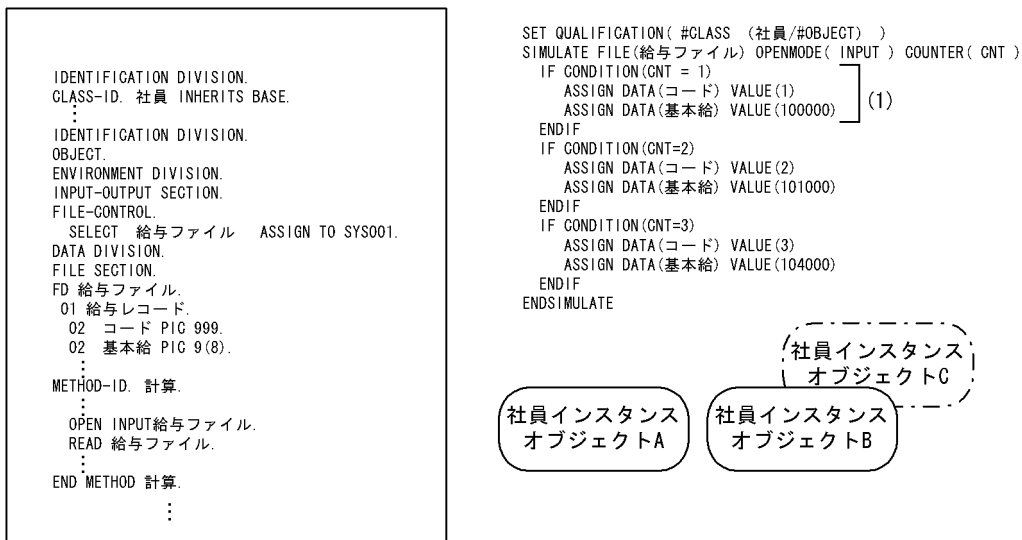 IDENTIFICATION DIVISION.
CLASS-ID. 社員 INHERITS BASE.
:
IDENTIFICATION DIVISION.
OBJECT.
ENVIRONMENT DIVISION.
INPUT-OUTPUT SECTION.
FILE-CONTROL.
SELECT 給与ファイル ASSIGN TO SYS001.
DATA DIVISION.
FILE SECTION.
FD 給与ファイル.
01 給与レコード.
02 コード PIC 999.
02 基本給 PIC 9(8).
:
METHOD-ID. 計算.
:
OPEN INPUT給与ファイル.
READ 給与ファイル.
:
END METHOD 計算.
:
SET QUALIFICATION( #CLASS (社員/#OBJECT) )
SIMULATE FILE(給与ファイル) OPENMODE( INPUT ) COUNTER( CNT )
IF CONDITION(CNT = 1)
ASSIGN DATA(コード) VALUE(1)
ASSIGN DATA(基本給) VALUE(100000)
(1)
ENDIF
IF CONDITION(CNT=2)
ASSIGN DATA(コード) VALUE(2)
ASSIGN DATA(基本給) VALUE(101000)
ENDIF
IF CONDITION(CNT=3)
ASSIGN DATA(コード) VALUE(3)
ASSIGN DATA(基本給) VALUE(104000)
ENDIF
ENDSIMULATE
社員インスタンス
オブジェクトC
社員インスタンス
オブジェクトA
社員インスタンス
オブジェクトB